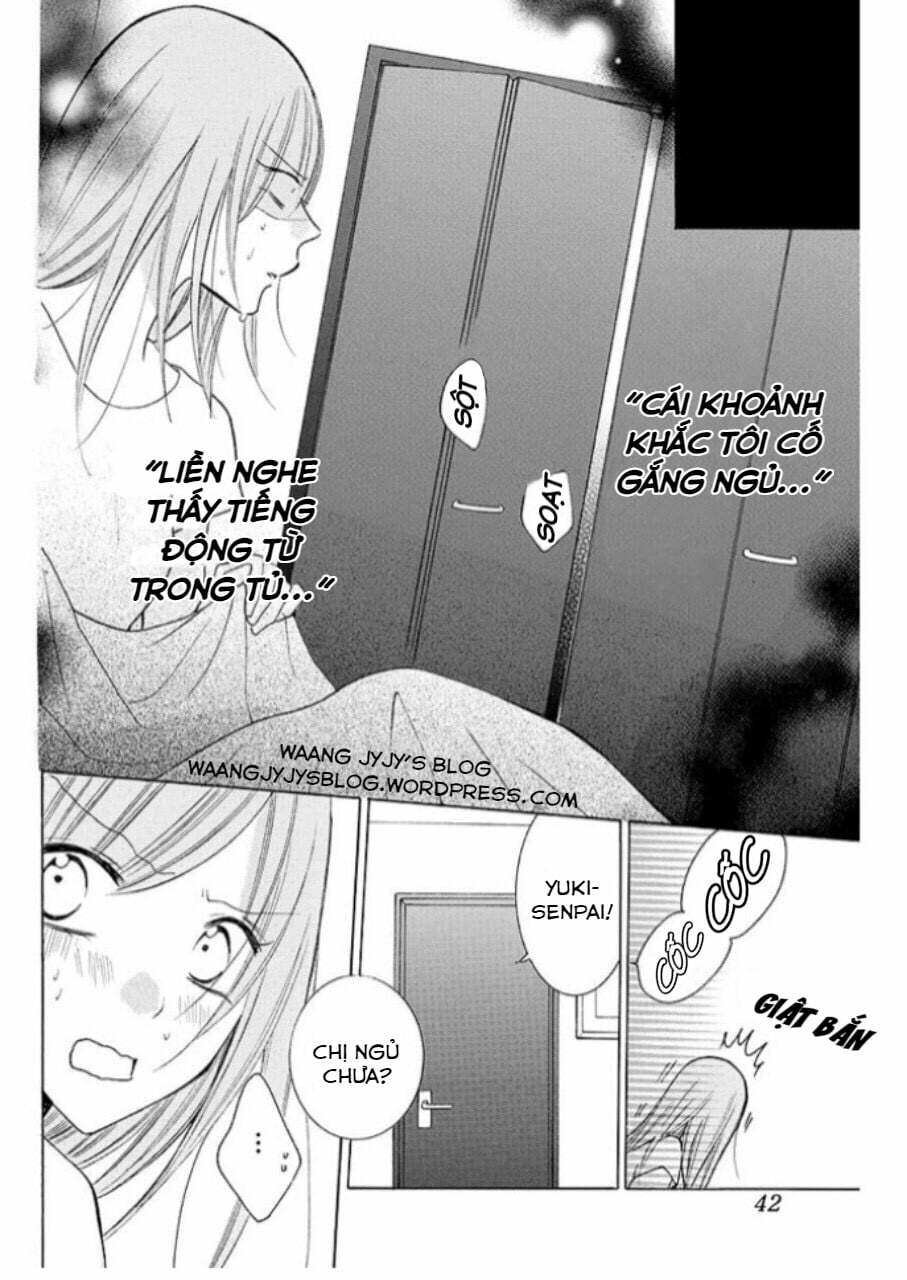 “CÁI KHOẢNH
KHẮC TÔI CỐ
GẮNG NGỦ...“
SỘT
SOẠT
“LIỀN NGHE
THẤY TIẾNG
ĐỘNG TỪ
TRONG TỦ...“
WAANG JYJY'S BLOG
WAANGJYJYSBLOG.WORDPRESS.COM
CỐC CỐC
GIẬT BẮN
YUKI-
SENPAI!
CHỊ NGỦ
CHƯA?
...
42